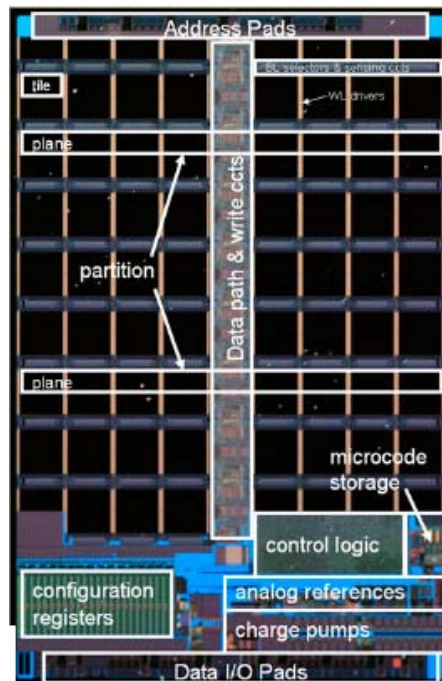 Address Pads
BL selectors & sensing ccts
tile
WL drivers
plane
partition
Data path & write ccts
plane
microcode
storage
control logic
configuration
registers
analog references
charge pumps
Data I/O Pads